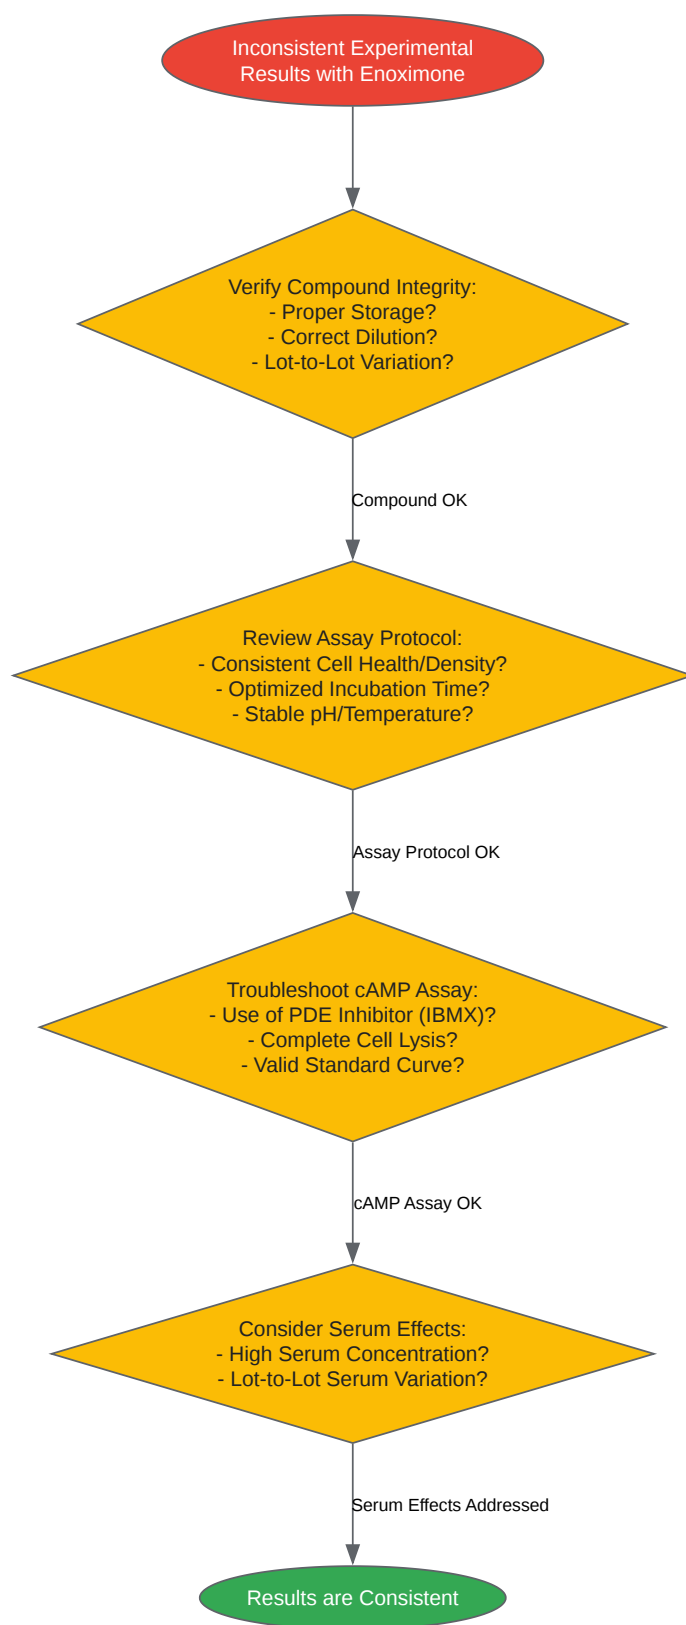 Inconsistent Experimental
Results with Enoximone
Verify Compound Integrity:
- Proper Storage?
- Correct Dilution?
- Lot-to-Lot Variation?
Compound OK
Review Assay Protocol:
- Consistent Cell Health/Density?
- Optimized Incubation Time?
- Stable pH/Temperature?
Assay Protocol OK
Troubleshoot cAMP Assay:
- Use of PDE Inhibitor (IBMX)?
- Complete Cell Lysis?
- Valid Standard Curve?
cAMP Assay OK
Consider Serum Effects:
- High Serum Concentration?
- Lot-to-Lot Serum Variation?
Serum Effects Addressed
Results are Consistent